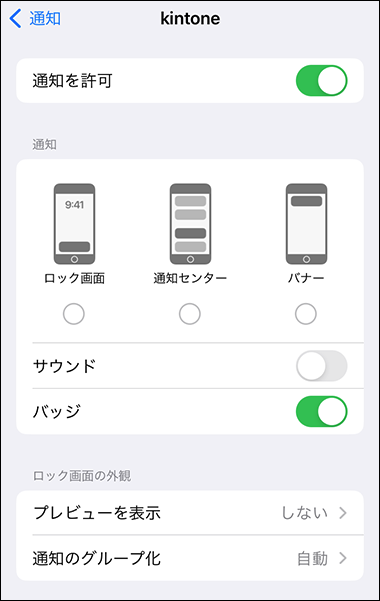 通知
kintone
通知を許可
通知
9:41
ロック画面
通知センター
バナー
サウンド
バッジ
ロック画面の外観
プレビューを表示
しない
通知のグループ化
自動